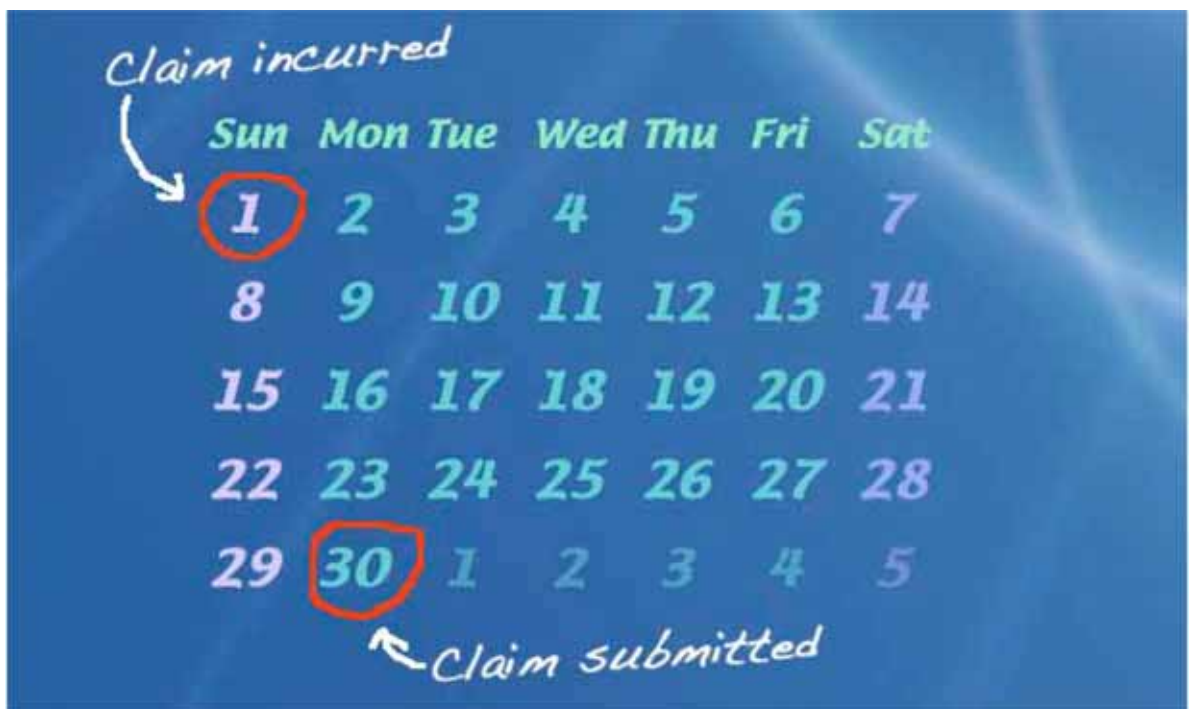 Claim incurred
Sun Mon Tue Wed Thu Fri Sat
1 2 3 4 5 6 7
8 9 10 11 12 13 14
15 16 17 18 19 20 21
22 23 24 25 26 27 28
29 30 1 2 3 4 5
Claim submitted